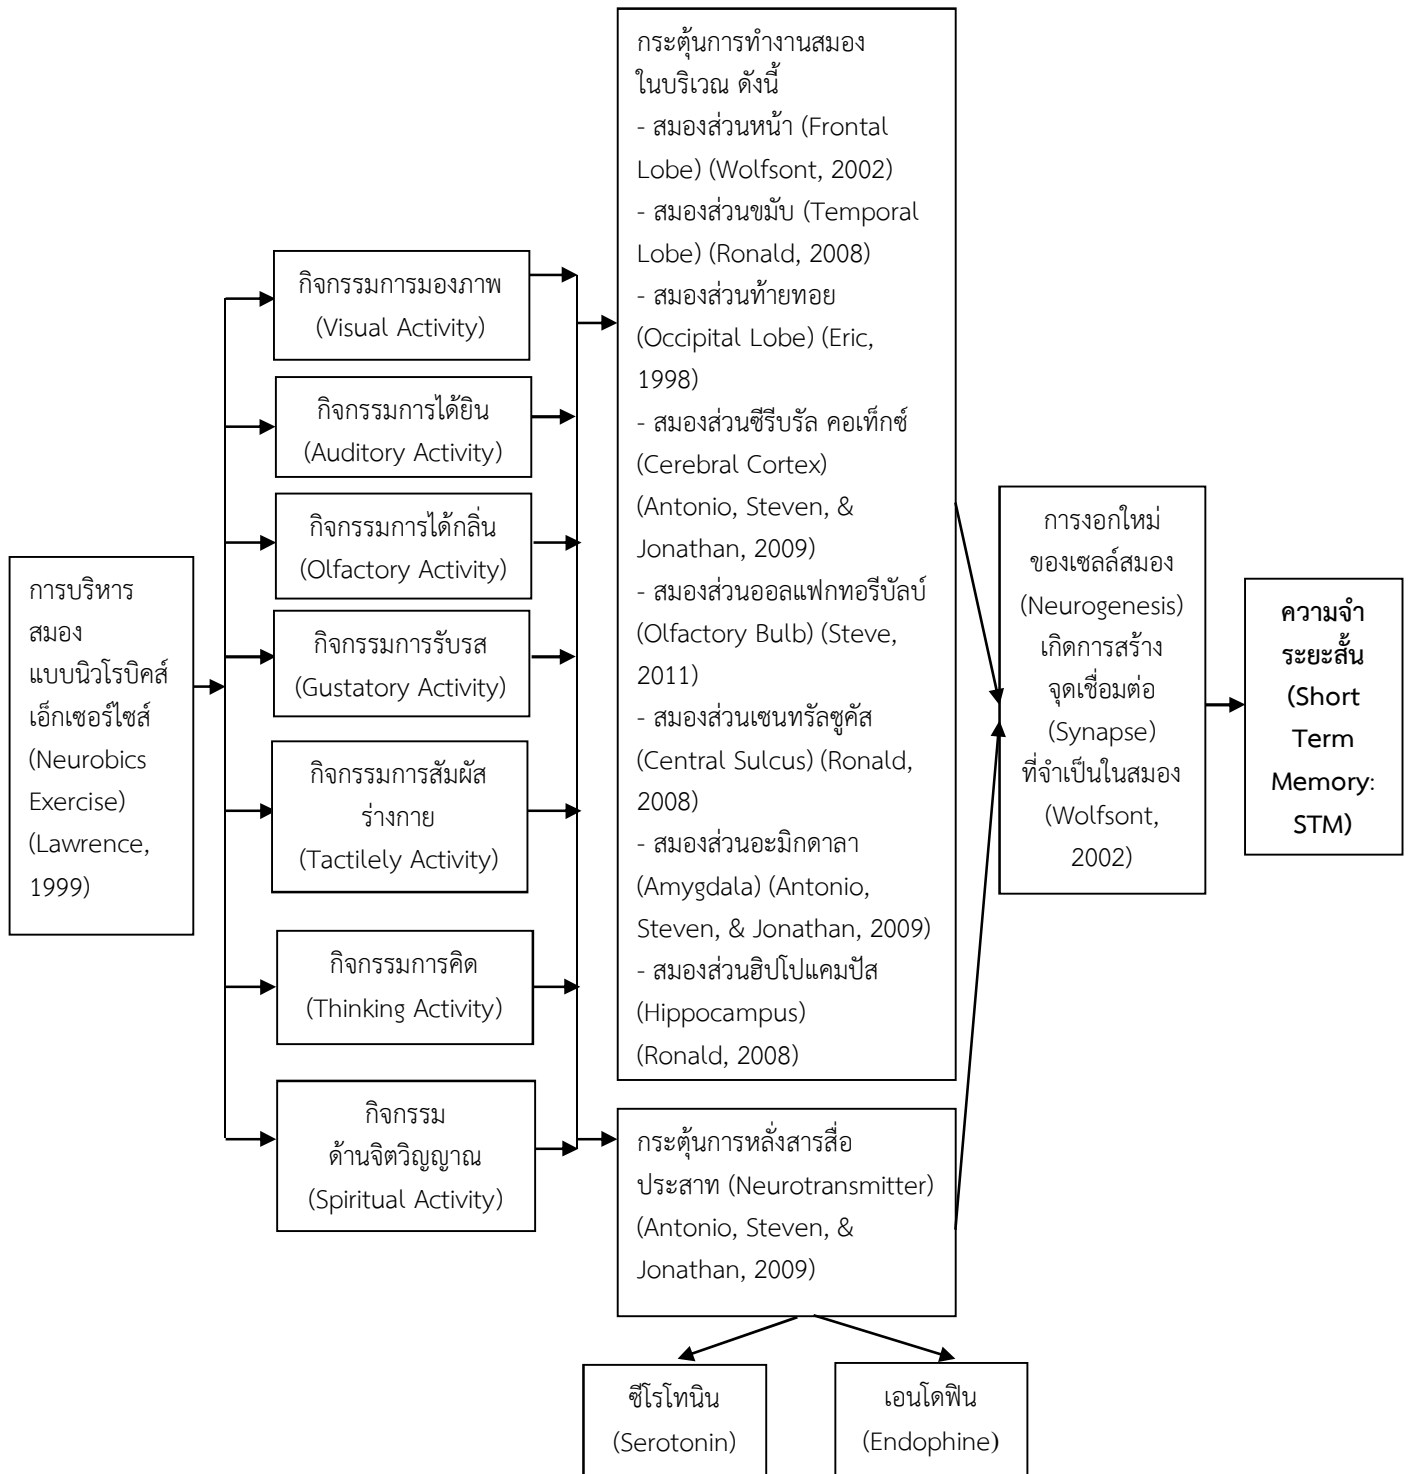 การบริหาร
สมอง
แบบนิวโรบิคส์
เอ็กเซอร์ไซส์
(Neurobics
Exercise)
(Lawrence,
1999)
กิจกรรมการมองภาพ
(Visual Activity)
กิจกรรมการได้ยิน
(Auditory Activity)
กิจกรรมการได้กลิ่น
(Olfactory Activity)
กิจกรรมการรับรส
(Gustatory Activity)
กิจกรรมการสัมผัส
ร่างกาย
(Tactilely Activity)
กิจกรรมการคิด
(Thinking Activity)
กิจกรรม
ด้านจิตวิญญาณ
(Spiritual Activity)
กระตุ้นการทำงานสมอง
ในบริเวณ ดังนี้
- สมองส่วนหน้า (Frontal
Lobe) (Wolfsont, 2002)
- สมองส่วนขมับ (Temporal
Lobe) (Ronald, 2008)
- สมองส่วนท้ายทอย
(Occipital Lobe) (Eric,
1998)
- สมองส่วนซีรีบรัล คอเท็กซ์
(Cerebral Cortex)
(Antonio, Steven, &
Jonathan, 2009)
- สมองส่วนออลแฟกทอรีบัลบ์
(Olfactory Bulb) (Steve,
2011)
- สมองส่วนเซนทรัลซูคัส
(Central Sulcus) (Ronald,
2008)
- สมองส่วนอะมิกดาลา
(Amygdala) (Antonio,
Steven, & Jonathan, 2009)
- สมองส่วนฮิปโปแคมปัส
(Hippocampus)
(Ronald, 2008)
กระตุ้นการหลั่งสารสื่อ
ประสาท (Neurotransmitter)
(Antonio, Steven, &
Jonathan, 2009)
ซีโรโทนิน
(Serotonin)
เอนโดฟิน
(Endophine)
การงอกใหม่
ของเซลล์สมอง
(Neurogenesis)
เกิดการสร้าง
จุดเชื่อมต่อ
(Synapse)
ที่จำเป็นในสมอง
(Wolfsont,
2002)
ความจำ
ระยะสั้น
(Short
Term
Memory:
STM)